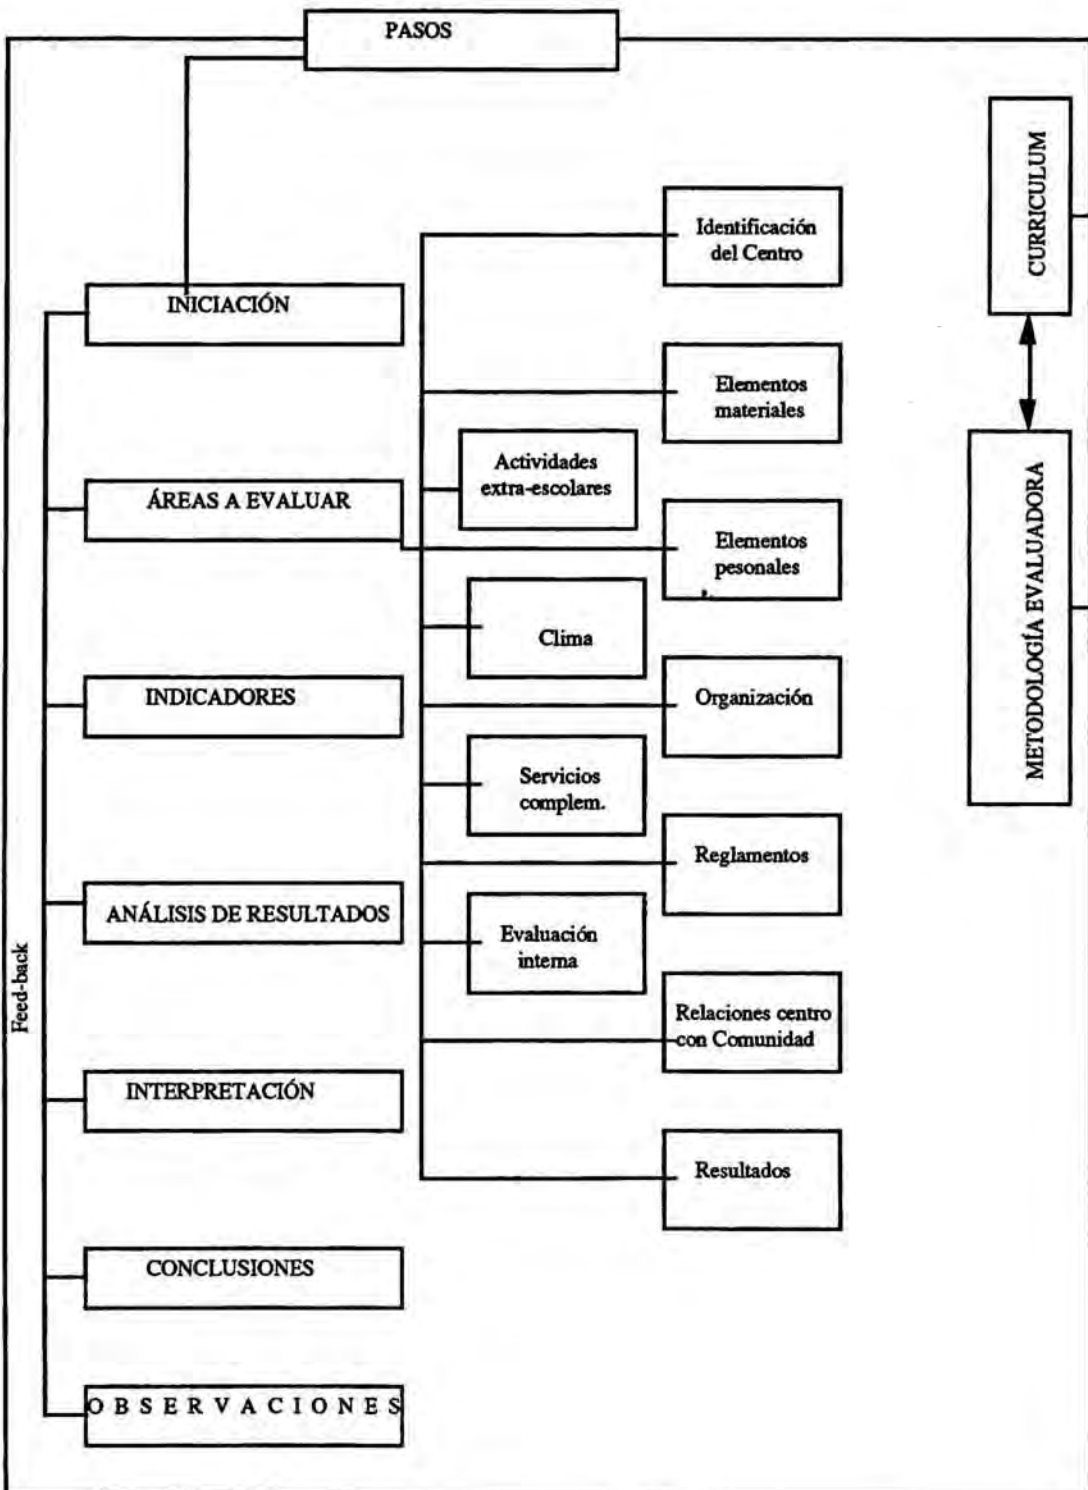 PASOS
CURRICULUM
METODOLOGÍA EVALUADORA
Feed-back
INICIACIÓN
ÁREAS A EVALUAR
INDICADORES
ANÁLISIS DE RESULTADOS
INTERPRETACIÓN
CONCLUSIONES
O B S E R V A C I O N E S
Identificación
del Centro
Elementos
materiales
Actividades
extra-escolares
Elementos
pesonales
Clima
Organización
Servicios
complem.
Reglamentos
Evaluación
interna
Relaciones centro
con Comunidad
Resultados